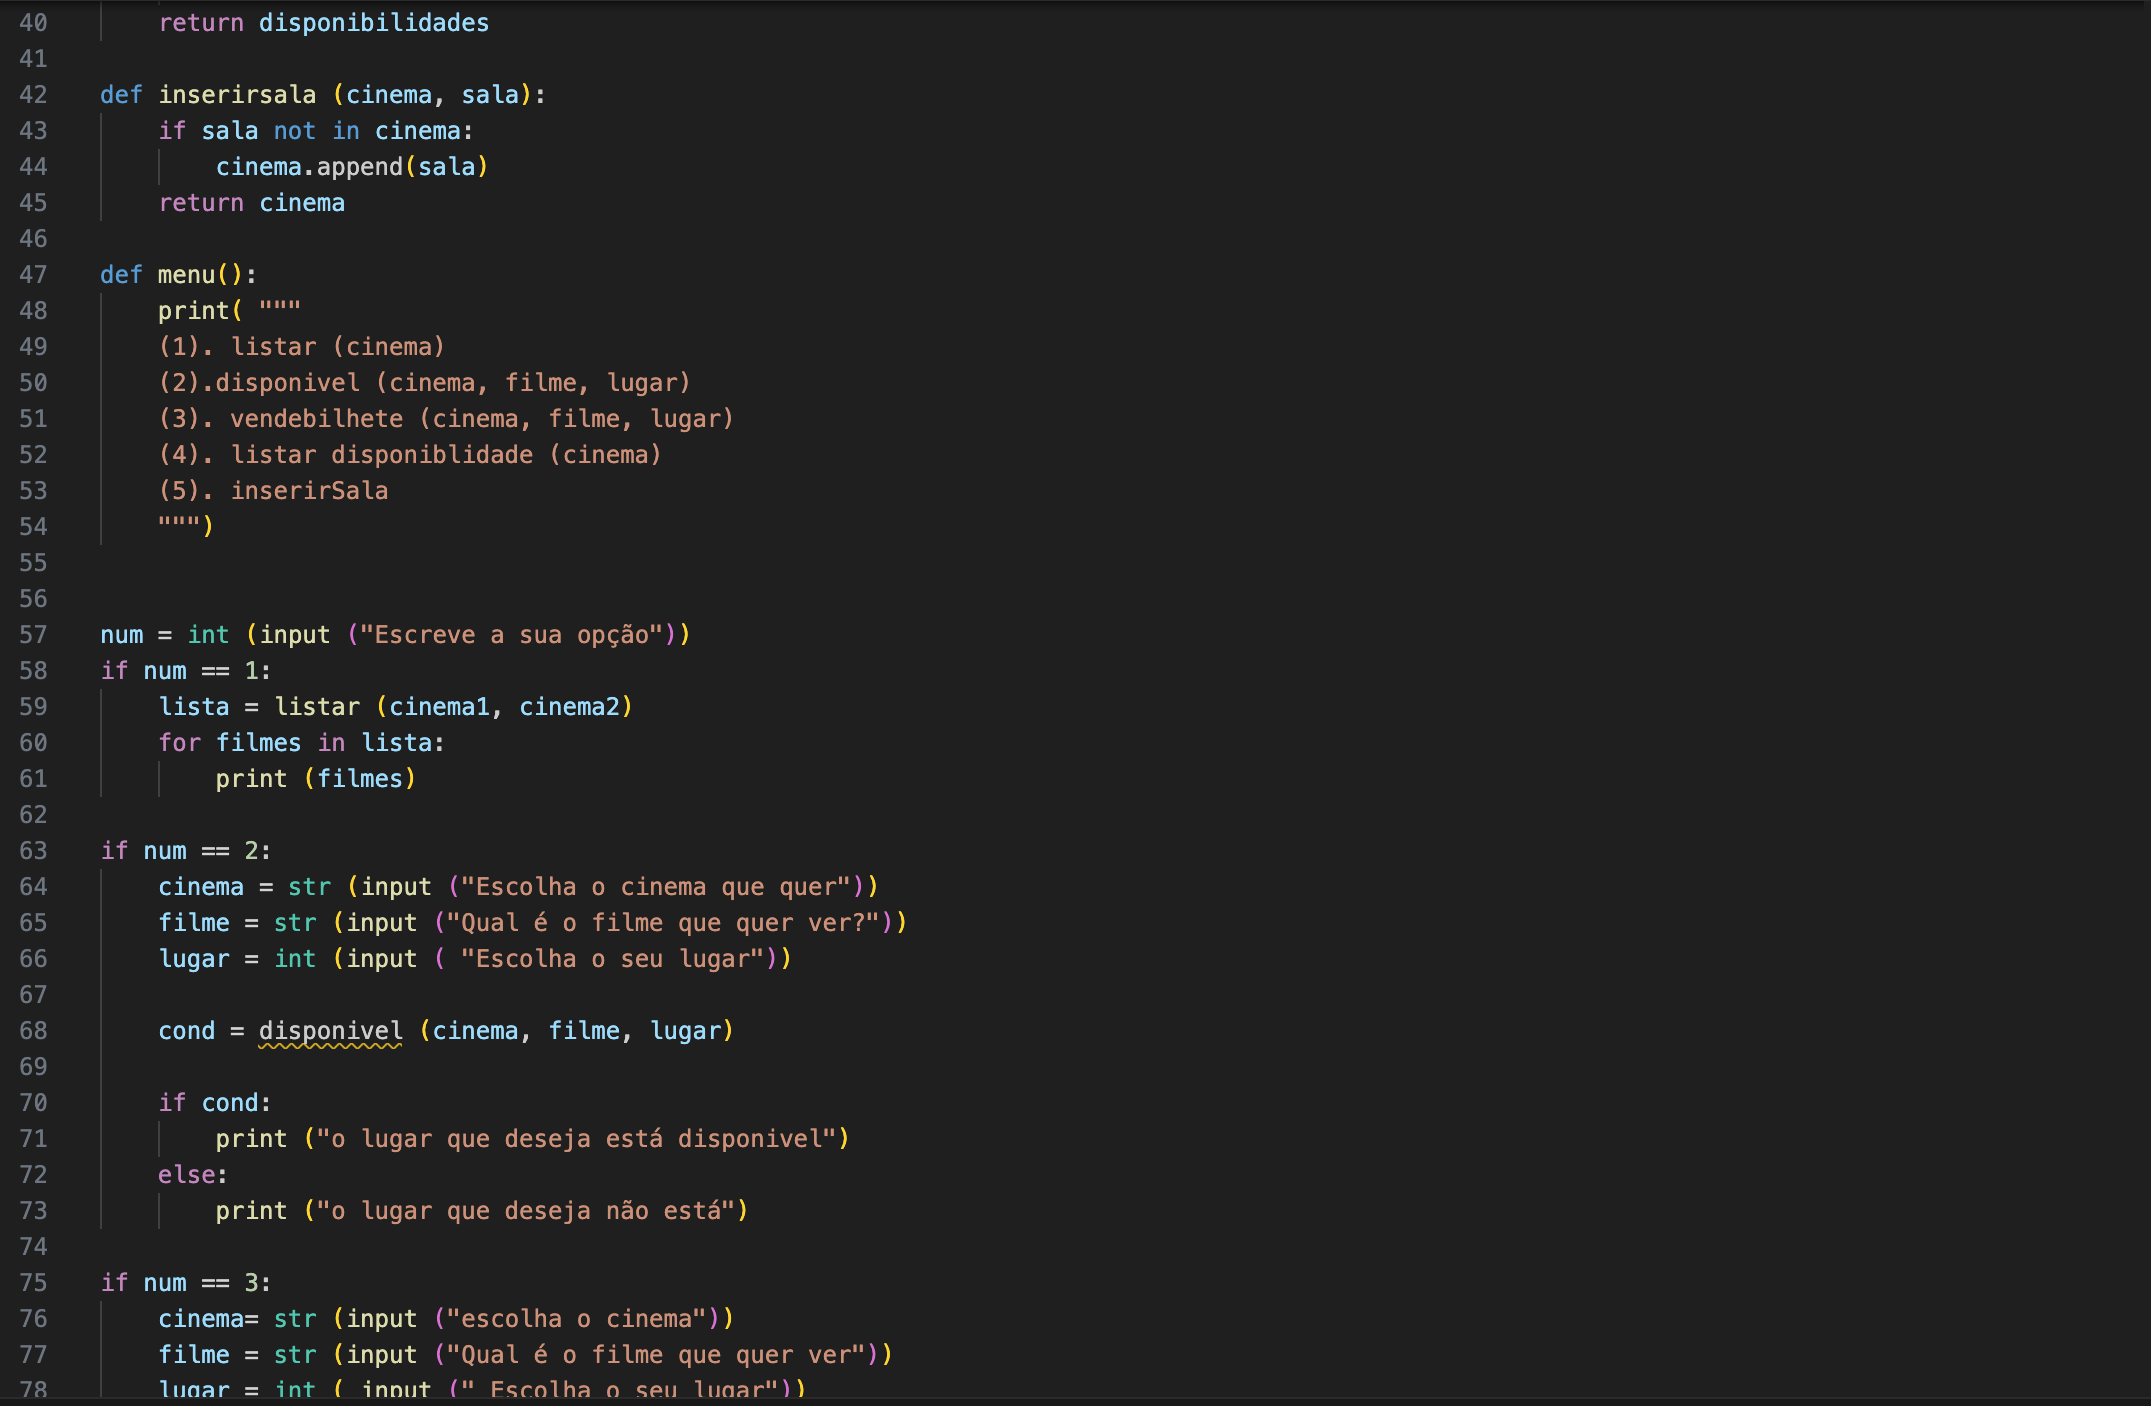 40 return disponibilidades
41
42 def inserirsala (cinema, sala):
43 if sala not in cinema:
44 cinema.append(sala)
45 return cinema
46
47 def menu():
48 print( """
49 (1). listar (cinema)
50 (2).disponivel (cinema, filme, lugar)
51 (3). vendebilhete (cinema, filme, lugar)
52 (4). listar disponiblidade (cinema)
53 (5). inserirSala
54 """)
55
56
57 num = int (input ("Escreve a sua opção"))
58 if num == 1:
59 lista = listar (cinema1, cinema2)
60 for filmes in lista:
61 print (filmes)
62
63 if num == 2:
64 cinema = str (input ("Escolha o cinema que quer"))
65 filme = str (input ("Qual é o filme que quer ver?"))
66 lugar = int (input ( "Escolha o seu lugar"))
67
68 cond = disponivel (cinema, filme, lugar)
69
70 if cond:
71 print ("o lugar que deseja está disponivel")
72 else:
73 print ("o lugar que deseja não está")
74
75 if num == 3:
76 cinema= str (input ("escolha o cinema"))
77 filme = str (input ("Qual é o filme que quer ver"))
78 lugar = int ( input (" Escolha o seu lugar"))